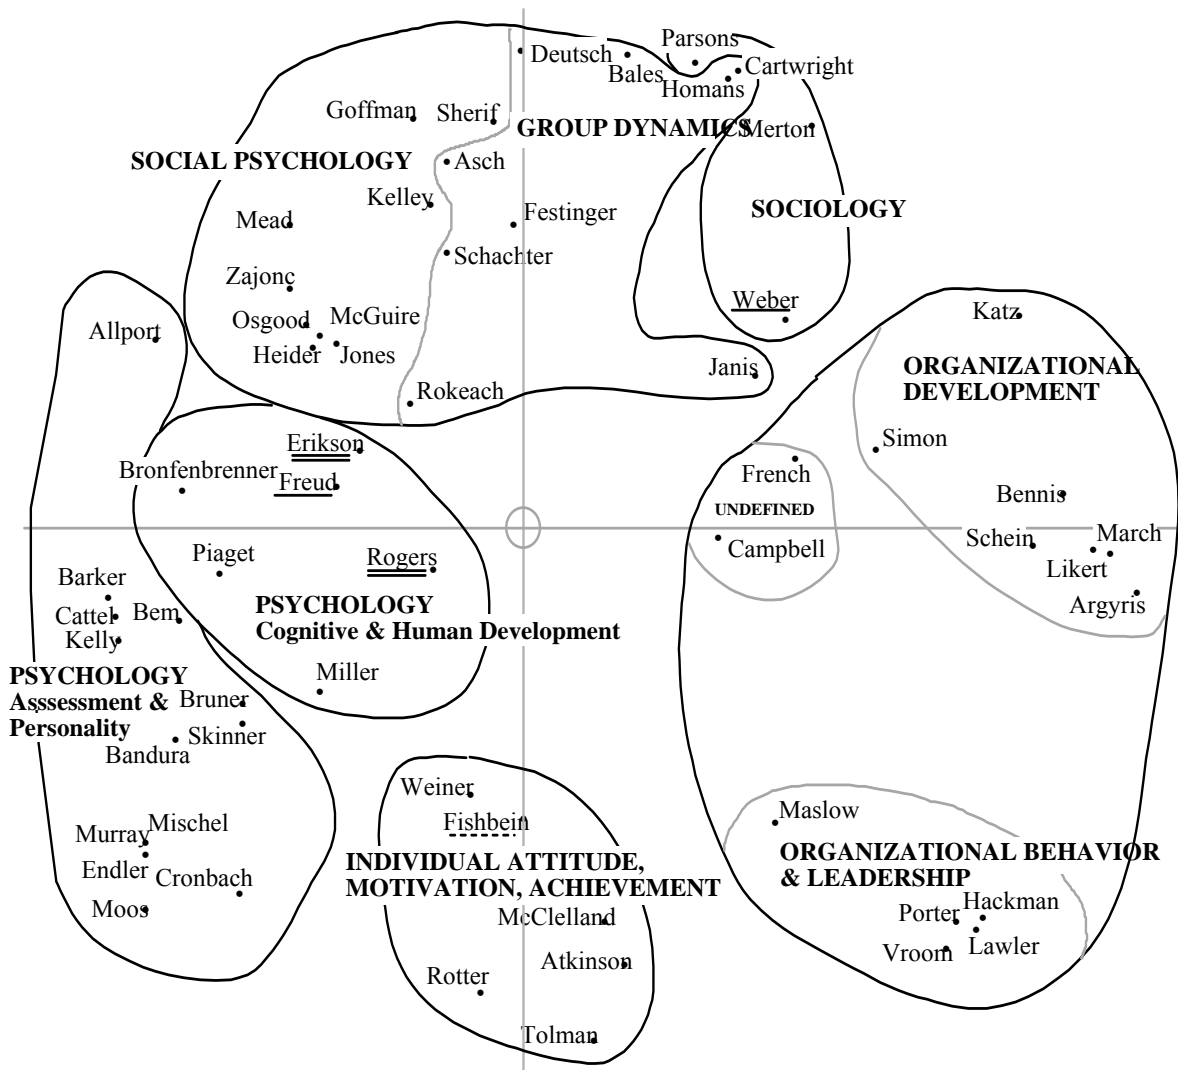 Parsons
Deutsch
Cartwright
Bales
Homans
Goffman
Sherif
GROUP DYNAMICS
Merton
SOCIAL PSYCHOLOGY
Asch
Kelley
Mead
Festinger
SOCIOLOGY
Schachter
Zajonc
Weber
Osgood
McGuire
Katz
Allport
Heider
Jones
Janis
ORGANIZATIONAL
DEVELOPMENT
Rokeach
Erikson
Simon
Bronfenbrenner
Freud
French
Bennis
UNDEFINED
Piaget
Rogers
Campbell
Schein
March
Likert
Barker
Cattel
Bem
Kelly
PSYCHOLOGY
Cognitive & Human Development
Argyris
Miller
PSYCHOLOGY
Asssessment &
Personality
Bruner
Skinner
Bandura
Weiner
Maslow
Fishbein
Murray
Mischel
INDIVIDUAL ATTITUDE,
MOTIVATION, ACHIEVEMENT
ORGANIZATIONAL BEHAVIOR
& LEADERSHIP
Endler
Cronbach
Moos
McClelland
Porter
Hackman
Vroom
Lawler
Atkinson
Rotter
Tolman